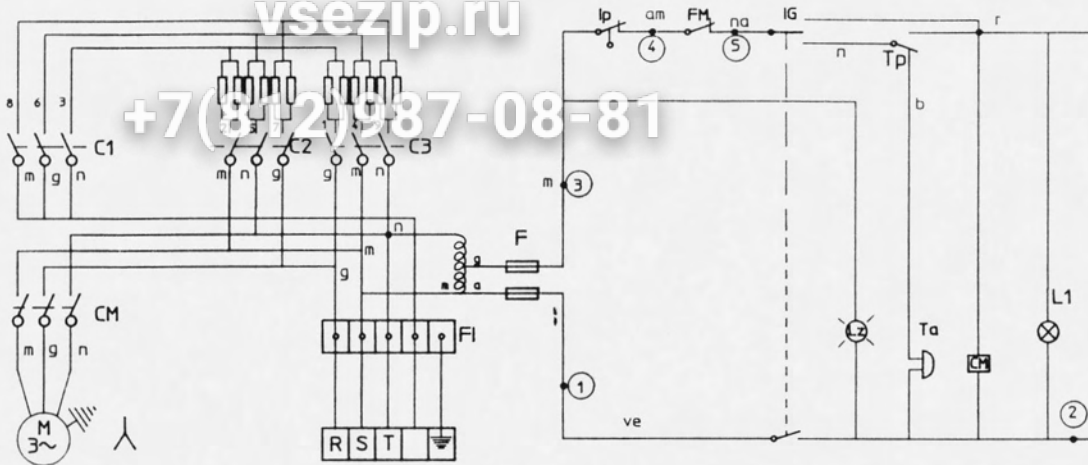 vsezip.ru
+7(812)987-08-81
Ip am FM na IG r
4 5 n Tp
b
8 6 3
C1 C2 C3
m g n m n g g m n
m 3
n
m
g
F
g
m a
CM
Fl
m g n
M
3~
R S T
1
ve
Lz
Ta
CM
L1
2